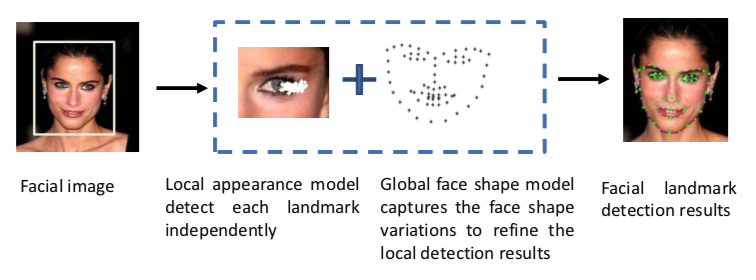 Facial image
Local appearance model
detect each landmark
independently
Global face shape model
captures the face shape
variations to refine the
local detection results
Facial landmark
detection results